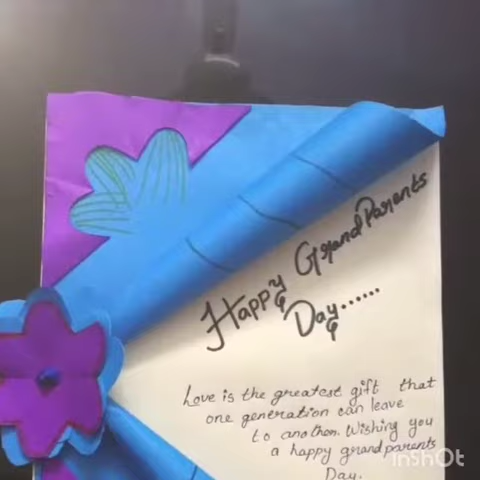 Happy GrandParents
Day......
Love is the greatest gift that
one generation can leave
to another. Wishing you
a happy grandparents
Day.
InShOt